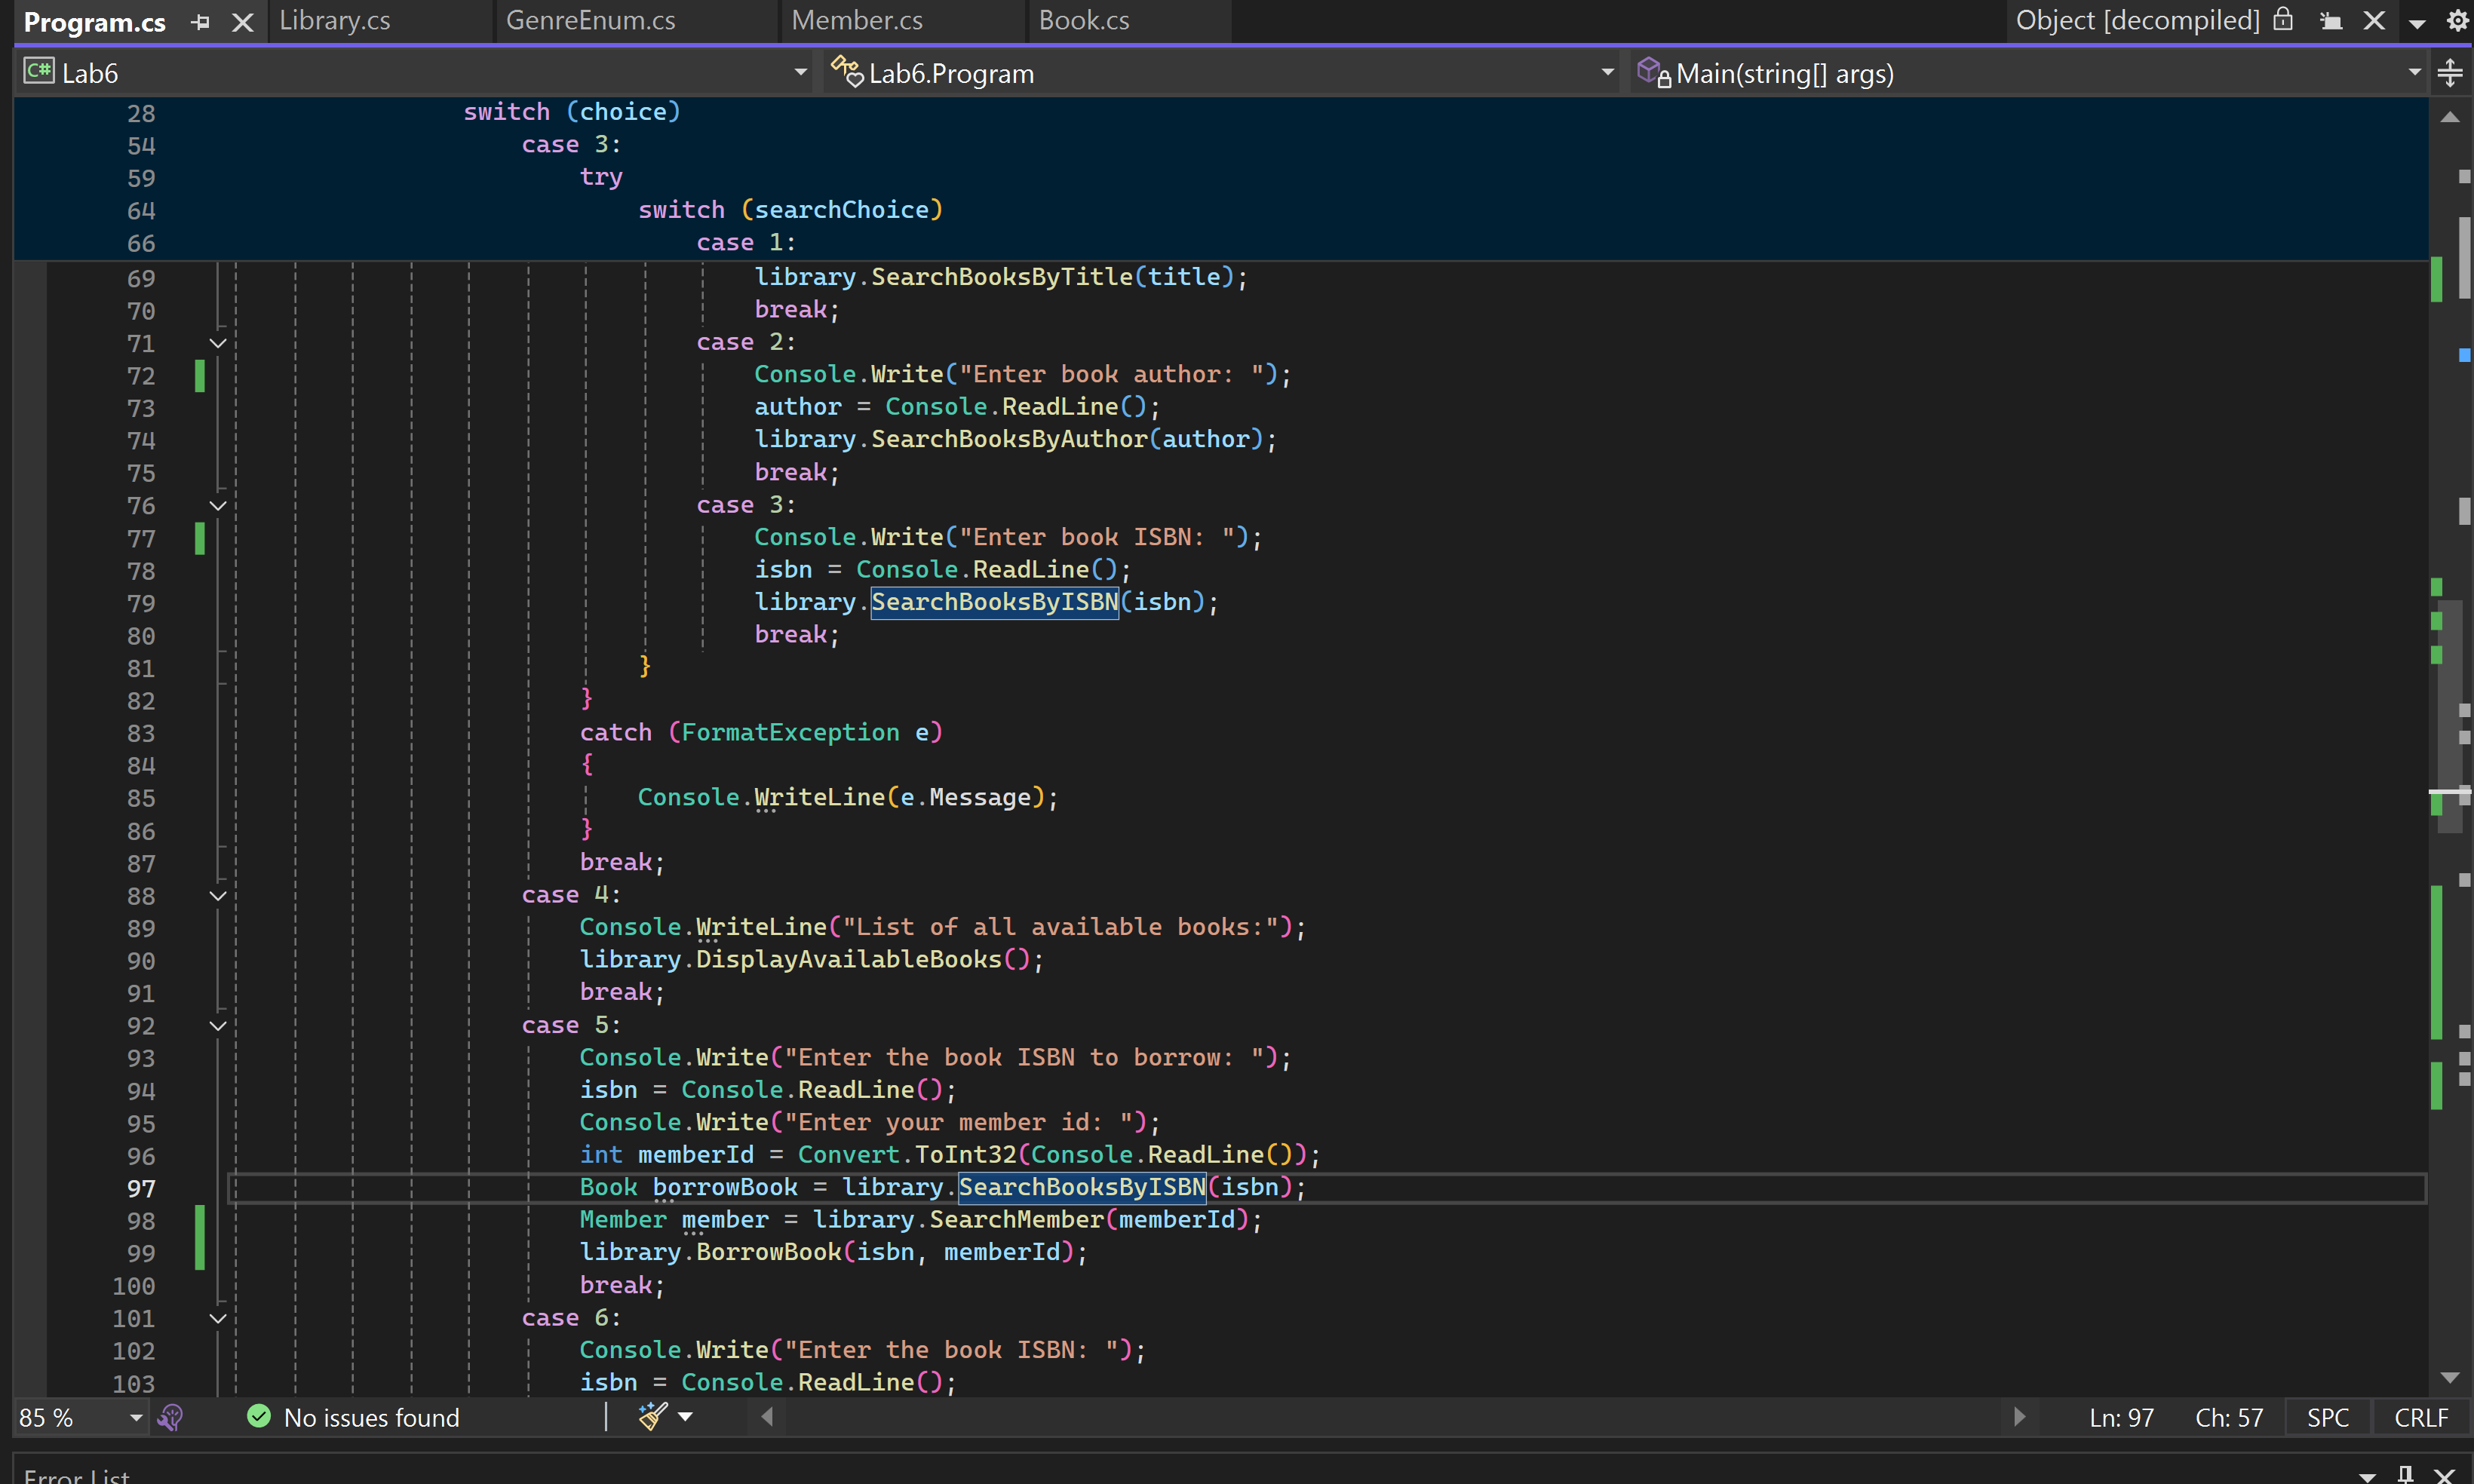 Program.cs Library.cs GenreEnum.cs Member.cs Book.cs Object [decompiled]
C# Lab6 Lab6.Program Main(string[] args)
28 switch (choice)
54 case 3:
59 try
64 switch (searchChoice)
66 case 1:
69 library.SearchBooksByTitle(title);
70 break;
71 case 2:
72 Console.Write("Enter book author: ");
73 author = Console.ReadLine();
74 library.SearchBooksByAuthor(author);
75 break;
76 case 3:
77 Console.Write("Enter book ISBN: ");
78 isbn = Console.ReadLine();
79 library.SearchBooksByISBN(isbn);
80 break;
81 }
82 }
83 catch (FormatException e)
84 {
85 Console.WriteLine(e.Message);
86 }
87 break;
88 case 4:
89 Console.WriteLine("List of all available books:");
90 library.DisplayAvailableBooks();
91 break;
92 case 5:
93 Console.Write("Enter the book ISBN to borrow: ");
94 isbn = Console.ReadLine();
95 Console.Write("Enter your member id: ");
96 int memberId = Convert.ToInt32(Console.ReadLine());
97 Book borrowBook = library.SearchBooksByISBN(isbn);
98 Member member = library.SearchMember(memberId);
99 library.BorrowBook(isbn, memberId);
100 break;
101 case 6:
102 Console.Write("Enter the book ISBN: ");
103 isbn = Console.ReadLine();
85 % No issues found Ln: 97 Ch: 57 SPC CRLF
Error List